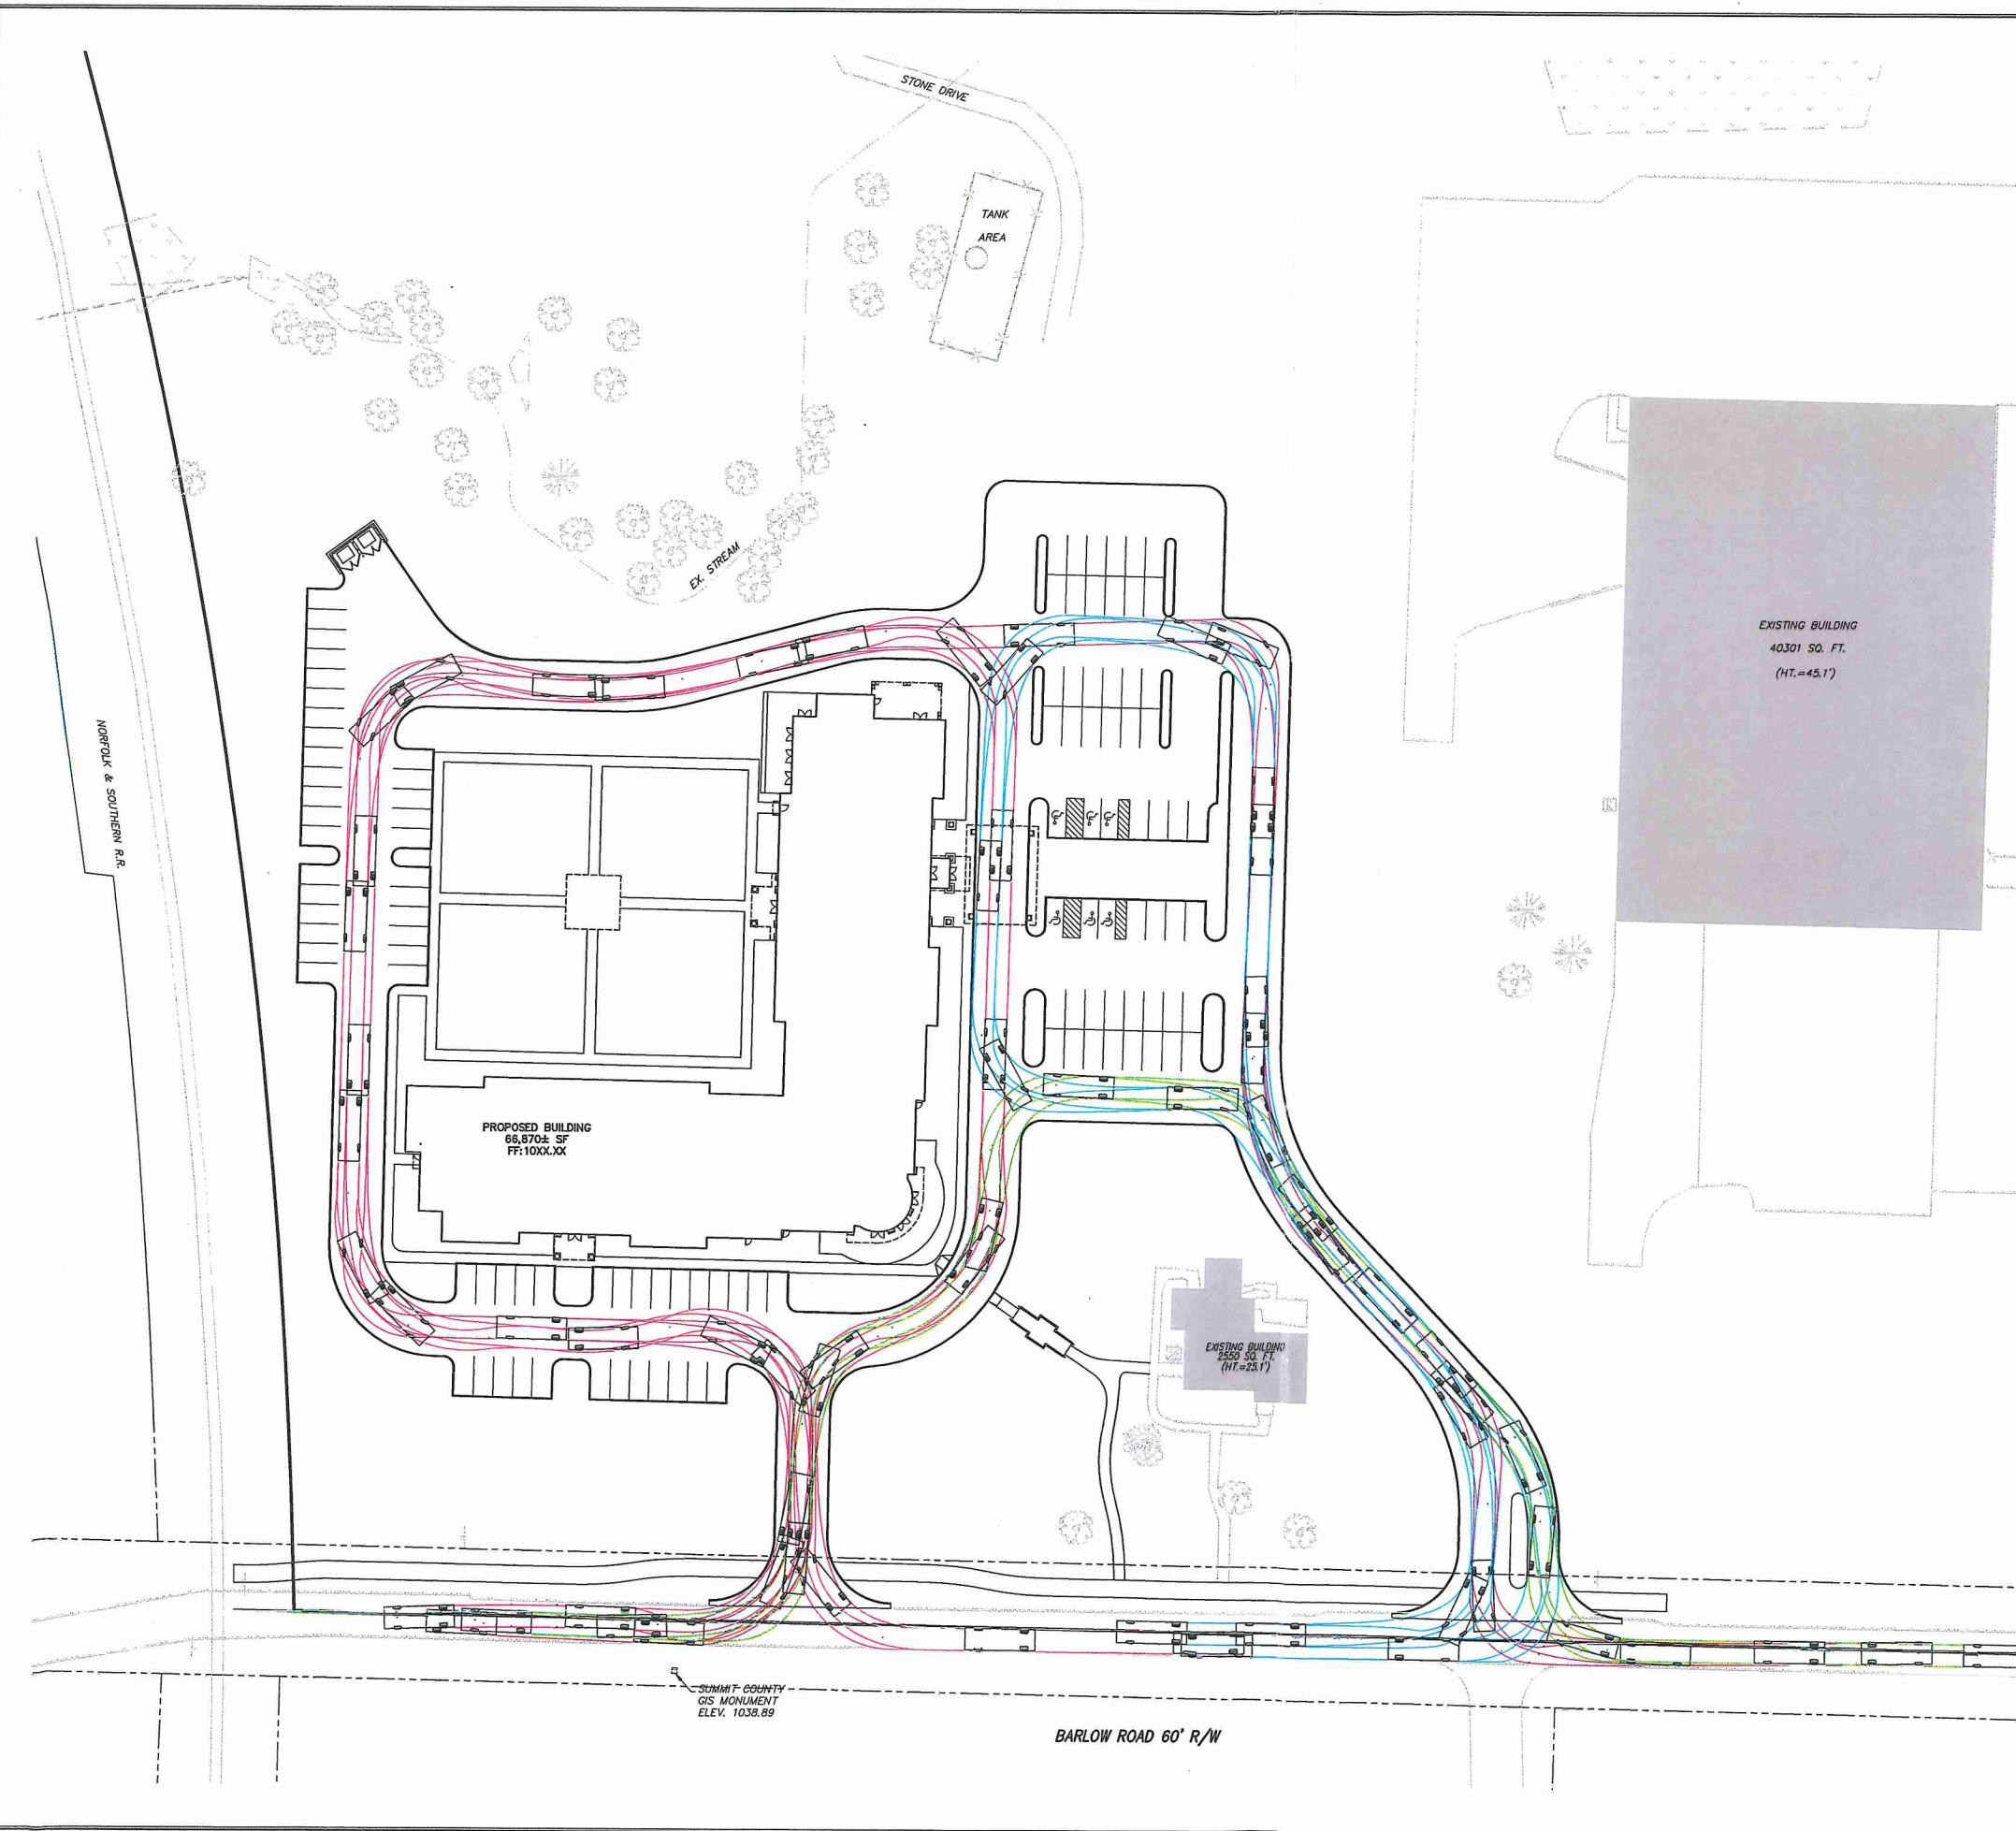 STONE DRIVE
TANK
AREA
EX. STREAM
EXISTING BUILDING
40301 SQ. FT.
(HT.=45.1')
NORFOLK & SOUTHERN R.R.
PROPOSED BUILDING
66,870± SF
FF:10XX.XX
EXISTING BUILDING
2550 SQ. FT.
(HT.=25.1')
SUMMIT COUNTY
GIS MONUMENT
ELEV. 1038.89
BARLOW ROAD 60' R/W